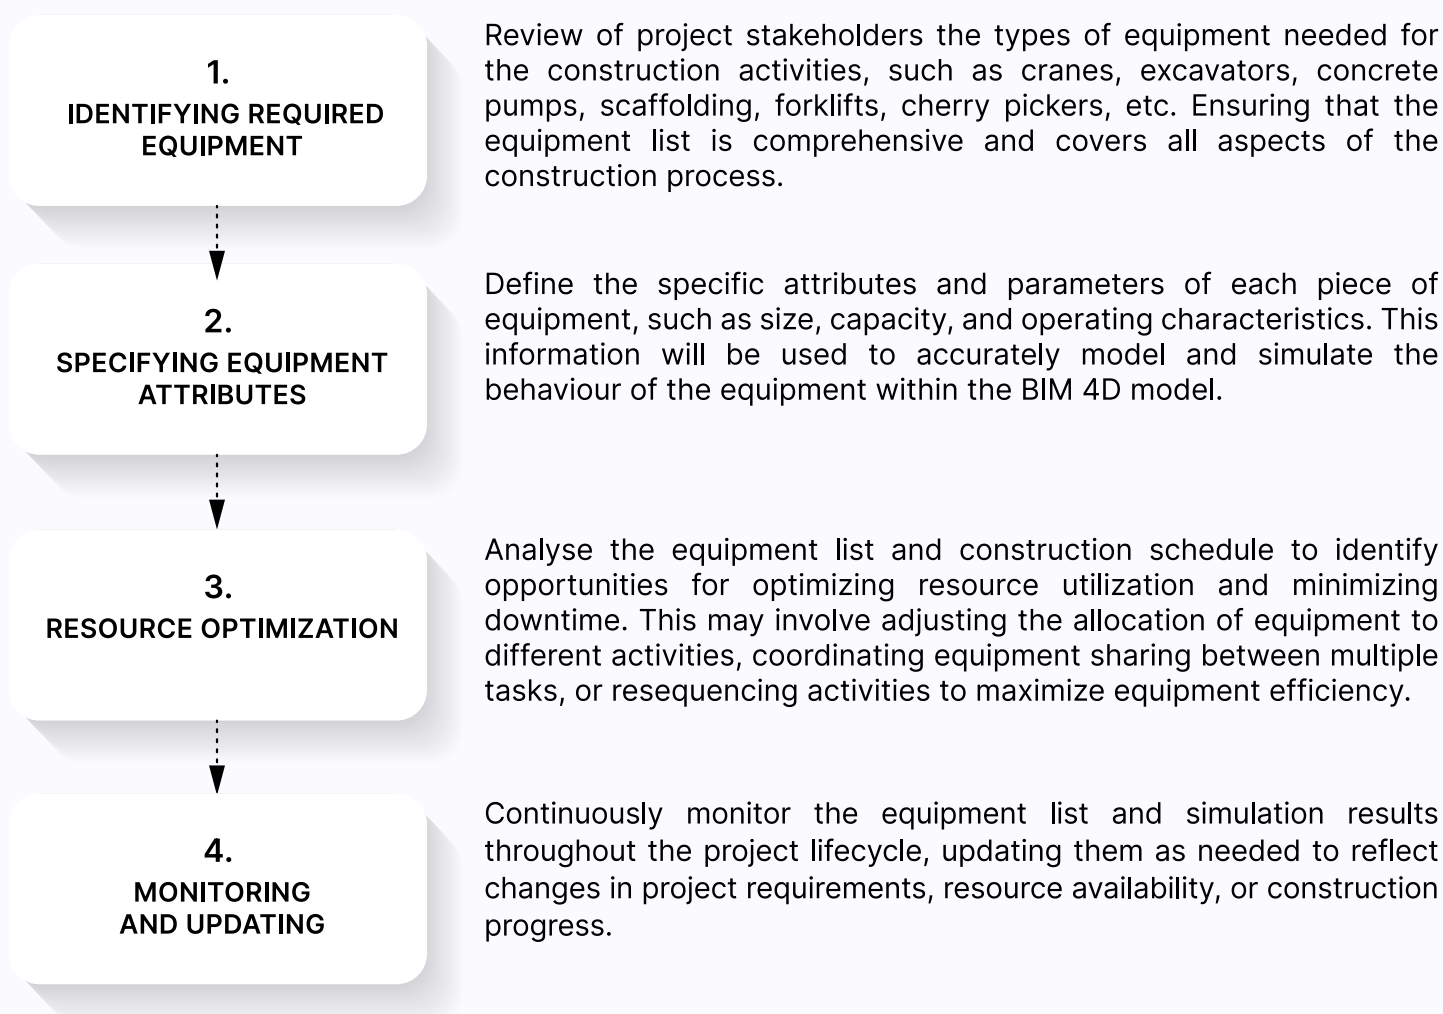 1.
IDENTIFYING REQUIRED
EQUIPMENT
Review of project stakeholders the types of equipment needed for
the construction activities, such as cranes, excavators, concrete
pumps, scaffolding, forklifts, cherry pickers, etc. Ensuring that the
equipment list is comprehensive and covers all aspects of the
construction process.
2.
SPECIFYING EQUIPMENT
ATTRIBUTES
Define the specific attributes and parameters of each piece of
equipment, such as size, capacity, and operating characteristics. This
information will be used to accurately model and simulate the
behaviour of the equipment within the BIM 4D model.
3.
RESOURCE OPTIMIZATION
Analyse the equipment list and construction schedule to identify
opportunities for optimizing resource utilization and minimizing
downtime. This may involve adjusting the allocation of equipment to
different activities, coordinating equipment sharing between multiple
tasks, or resequencing activities to maximize equipment efficiency.
4.
MONITORING
AND UPDATING
Continuously monitor the equipment list and simulation results
throughout the project lifecycle, updating them as needed to reflect
changes in project requirements, resource availability, or construction
progress.